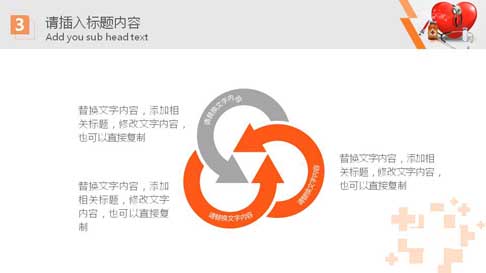 3
请插入标题内容
Add you sub head text
替换文字内容，添加相
关标题，修改文字内容，
也可以直接复制
请替换文字内容
替换文字内容，添加相
关标题，修改文字内容，
也可以直接复制
请替换文字内容
替换文字内容，添加
相关标题，修改文字
内容，也可以直接复
制
请替换文字内容